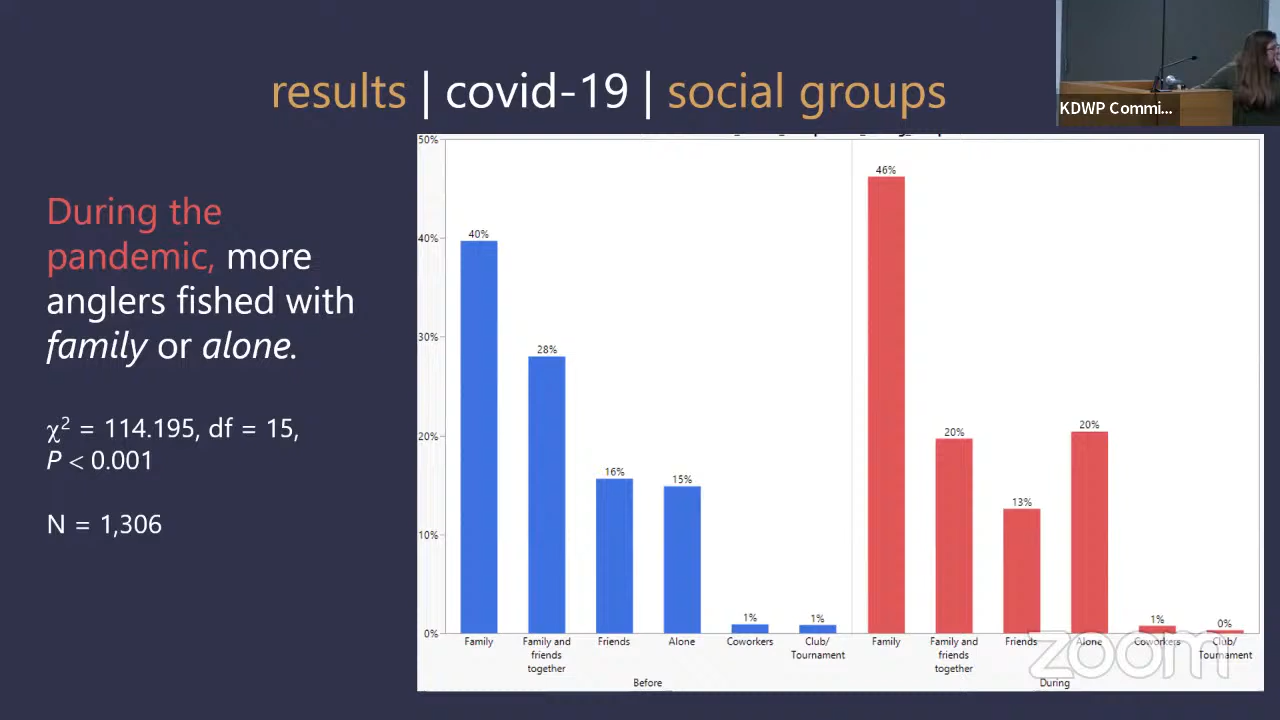 results | covid-19 | social groups
KDWP Commi...
During the
pandemic, more
anglers fished with
family or alone.
χ² = 114.195, df = 15,
P < 0.001
N = 1,306
50%
40%
30%
20%
10%
0%
40%
28%
16%
15%
1%
1%
46%
20%
13%
20%
1%
0%
Family
Family and
friends
together
Friends
Alone
Coworkers
Club/
Tournament
Family
Family and
friends
together
Friends
Alone
Coworkers
Club/
Tournament
Before
During
zoom